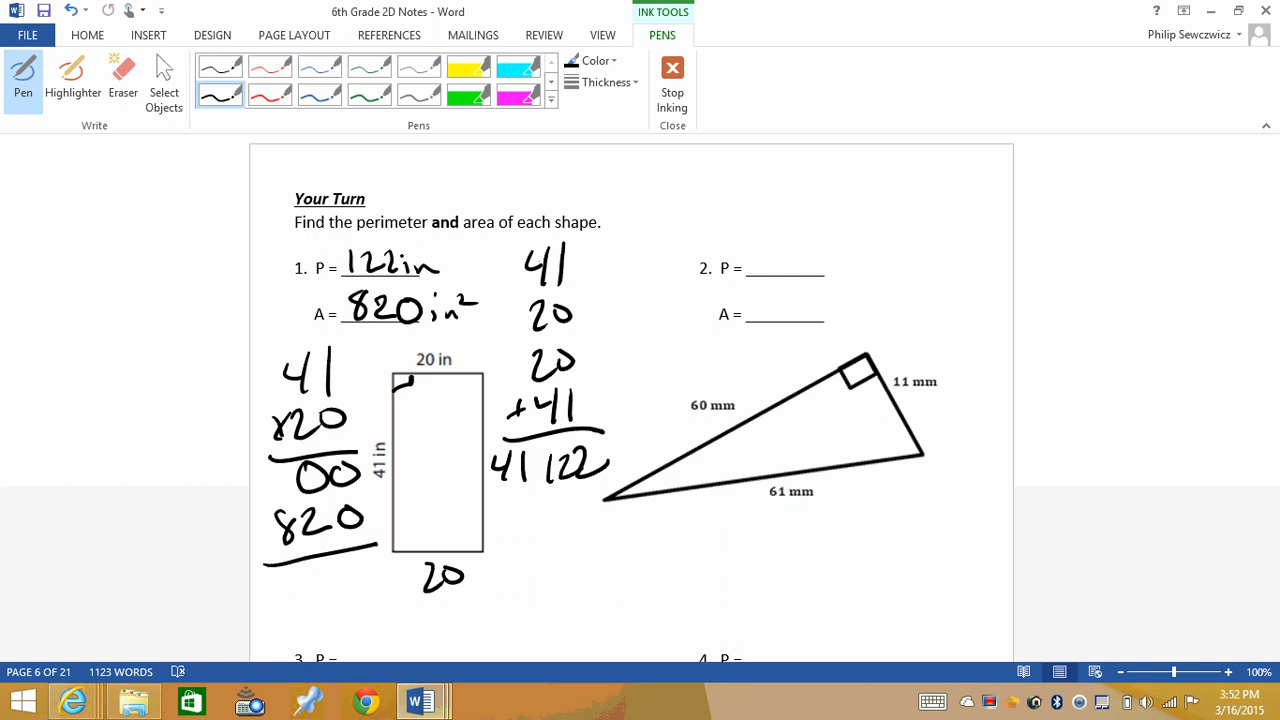 6th Grade 2D Notes - Word
INK TOOLS
?
FILE HOME INSERT DESIGN PAGE LAYOUT REFERENCES MAILINGS REVIEW VIEW PENS
Philip Sewczwicz
Pen Highlighter Eraser Select Objects
Color
Thickness
Stop Inking
Write Pens Close
Your Turn
Find the perimeter and area of each shape.
1. P = 122in
A = 820in²
41
20
20
+41
122
2. P = ________
A = ________
41
x20
00
820
20 in
41 in
41
20
60 mm
11 mm
61 mm
3. P =
4. P =
PAGE 6 OF 21 1123 WORDS
100%
3:52 PM
3/16/2015